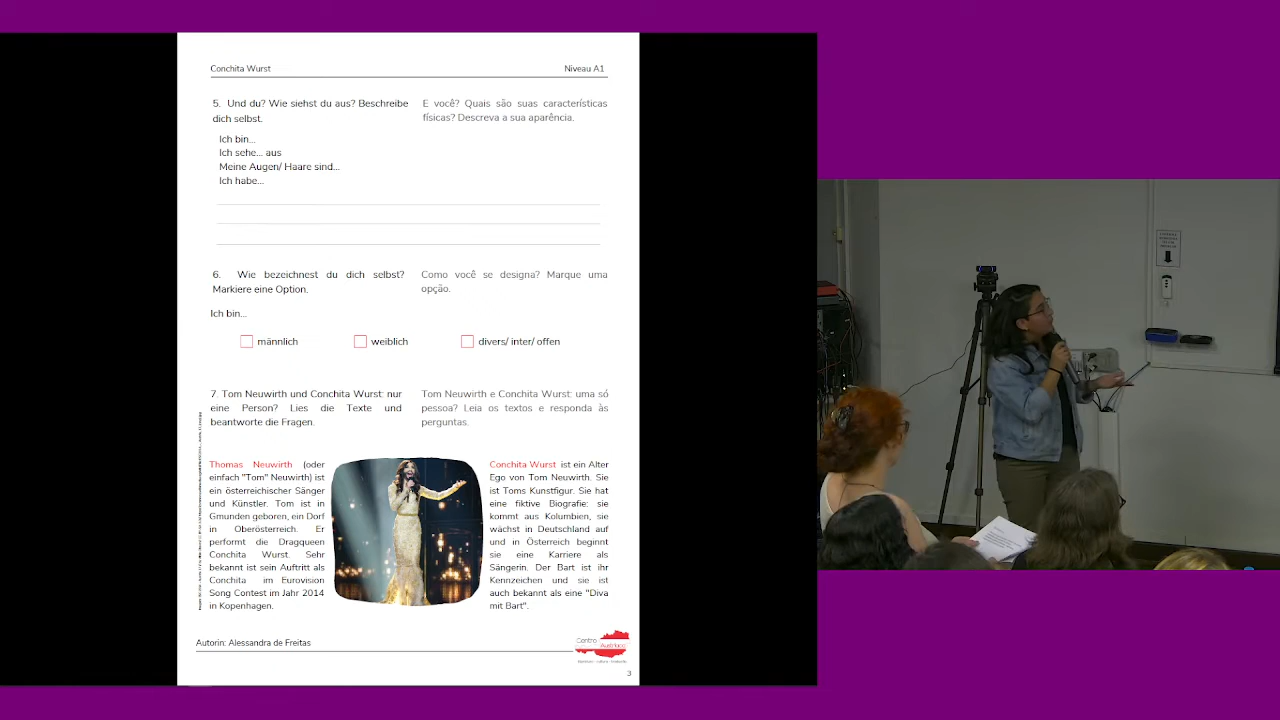 Conchita Wurst
Niveau A1
5. Und du? Wie siehst du aus? Beschreibe
dich selbst.
E você? Quais são suas características
físicas? Descreva a sua aparência.
Ich bin...
Ich sehe... aus
Meine Augen/ Haare sind...
Ich habe...
6. Wie bezeichnest du dich selbst?
Markiere eine Option.
Como você se designa? Marque uma
opção.
Ich bin...
männlich
weiblich
divers/ inter/ offen
7. Tom Neuwirth und Conchita Wurst: nur
eine Person? Lies die Texte und
beantworte die Fragen.
Tom Neuwirth e Conchita Wurst: uma só
pessoa? Leia os textos e responda às
perguntas.
Thomas Neuwirth (oder
einfach "Tom" Neuwirth) ist
ein österreichischer Sänger
und Künstler. Tom ist in
Gmunden geboren, ein Dorf
in Oberösterreich. Er
performt die Dragqueen
Conchita Wurst. Sehr
bekannt ist sein Auftritt als
Conchita im Eurovision
Song Contest im Jahr 2014
in Kopenhagen.
Conchita Wurst ist ein Alter
Ego von Tom Neuwirth. Sie
ist Toms Kunstfigur. Sie hat
eine fiktive Biografie: sie
kommt aus Kolumbien, sie
wächst in Deutschland auf
und in Österreich beginnt
sie eine Karriere als
Sängerin. Der Bart ist ihr
Kennzeichen und sie ist
auch bekannt als eine "Diva
mit Bart".
Autorin: Alessandra de Freitas
Centro
Austríaco
3